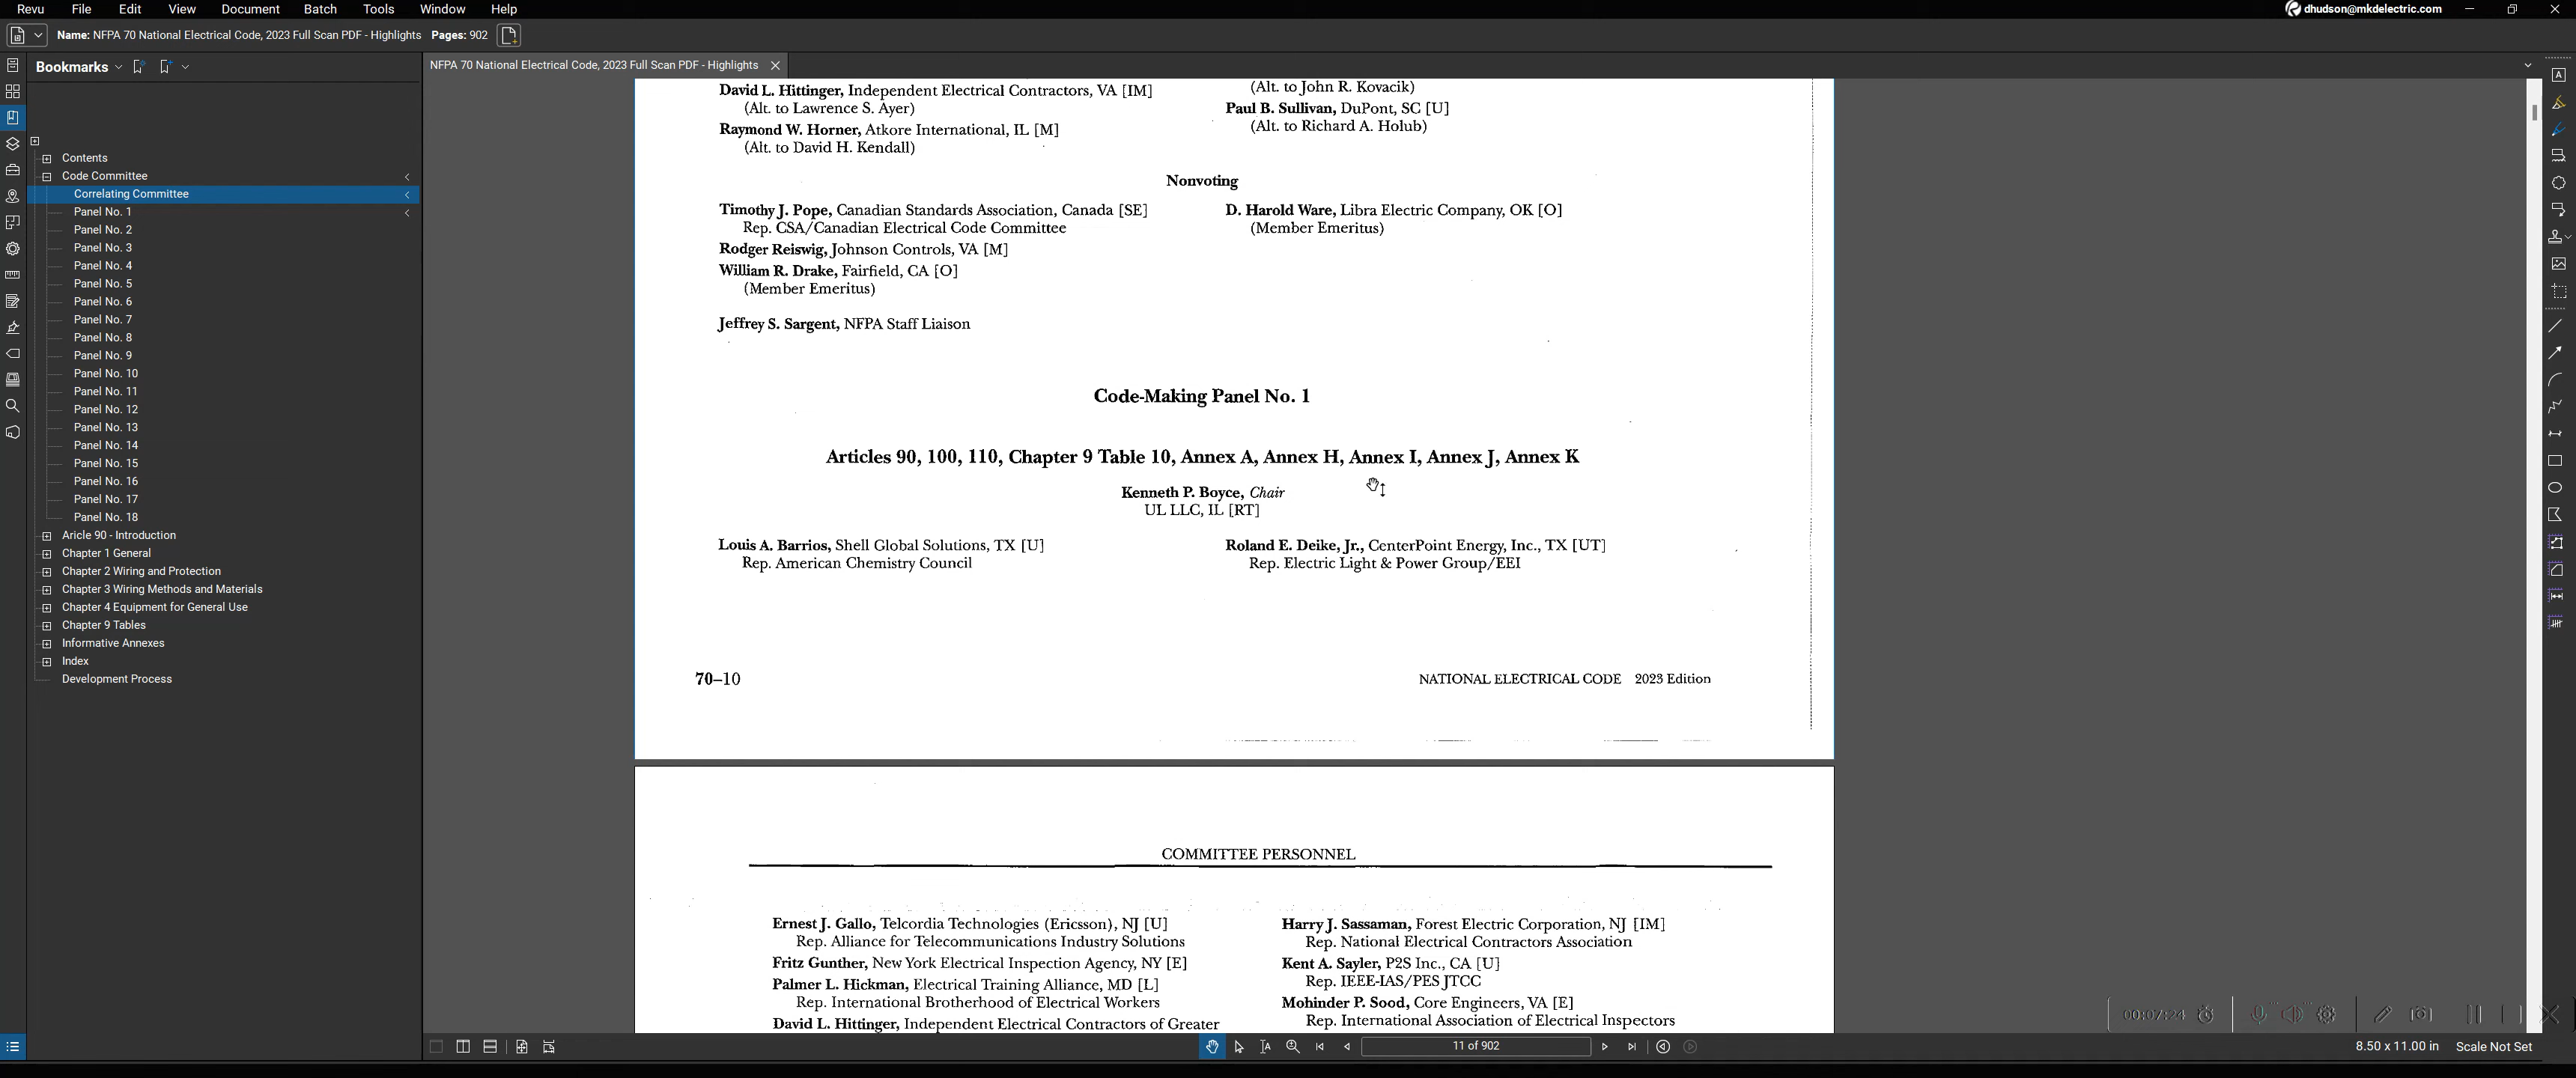 Revu File Edit View Document Batch Tools Window Help
dhudson@mkdelectric.com
Name: NFPA 70 National Electrical Code, 2023 Full Scan PDF - Highlights Pages: 902
Bookmarks
NFPA 70 National Electrical Code, 2023 Full Scan PDF - Highlights
Contents
Code Committee
Correlating Committee
Panel No. 1
Panel No. 2
Panel No. 3
Panel No. 4
Panel No. 5
Panel No. 6
Panel No. 7
Panel No. 8
Panel No. 9
Panel No. 10
Panel No. 11
Panel No. 12
Panel No. 13
Panel No. 14
Panel No. 15
Panel No. 16
Panel No. 17
Panel No. 18
Aricle 90 - Introduction
Chapter 1 General
Chapter 2 Wiring and Protection
Chapter 3 Wiring Methods and Materials
Chapter 4 Equipment for General Use
Chapter 9 Tables
Informative Annexes
Index
Development Process
David L. Hittinger, Independent Electrical Contractors, VA [IM]
(Alt. to Lawrence S. Ayer)
Raymond W. Horner, Atkore International, IL [M]
(Alt. to David H. Kendall)
(Alt. to John R. Kovacik)
Paul B. Sullivan, DuPont, SC [U]
(Alt. to Richard A. Holub)
Nonvoting
Timothy J. Pope, Canadian Standards Association, Canada [SE]
Rep. CSA/Canadian Electrical Code Committee
Rodger Reiswig, Johnson Controls, VA [M]
William R. Drake, Fairfield, CA [O]
(Member Emeritus)
D. Harold Ware, Libra Electric Company, OK [O]
(Member Emeritus)
Jeffrey S. Sargent, NFPA Staff Liaison
Code-Making Panel No. 1
Articles 90, 100, 110, Chapter 9 Table 10, Annex A, Annex H, Annex I, Annex J, Annex K
Kenneth P. Boyce, Chair
UL LLC, IL [RT]
Louis A. Barrios, Shell Global Solutions, TX [U]
Rep. American Chemistry Council
Roland E. Deike, Jr., CenterPoint Energy, Inc., TX [UT]
Rep. Electric Light & Power Group/EEI
70–10
NATIONAL ELECTRICAL CODE 2023 Edition
COMMITTEE PERSONNEL
Ernest J. Gallo, Telcordia Technologies (Ericsson), NJ [U]
Rep. Alliance for Telecommunications Industry Solutions
Fritz Gunther, New York Electrical Inspection Agency, NY [E]
Palmer L. Hickman, Electrical Training Alliance, MD [L]
Rep. International Brotherhood of Electrical Workers
David L. Hittinger, Independent Electrical Contractors of Greater
Harry J. Sassaman, Forest Electric Corporation, NJ [IM]
Rep. National Electrical Contractors Association
Kent A. Sayler, P2S Inc., CA [U]
Rep. IEEE-IAS/PES JTCC
Mohinder P. Sood, Core Engineers, VA [E]
Rep. International Association of Electrical Inspectors
00:07:24
11 of 902
8.50 x 11.00 in Scale Not Set